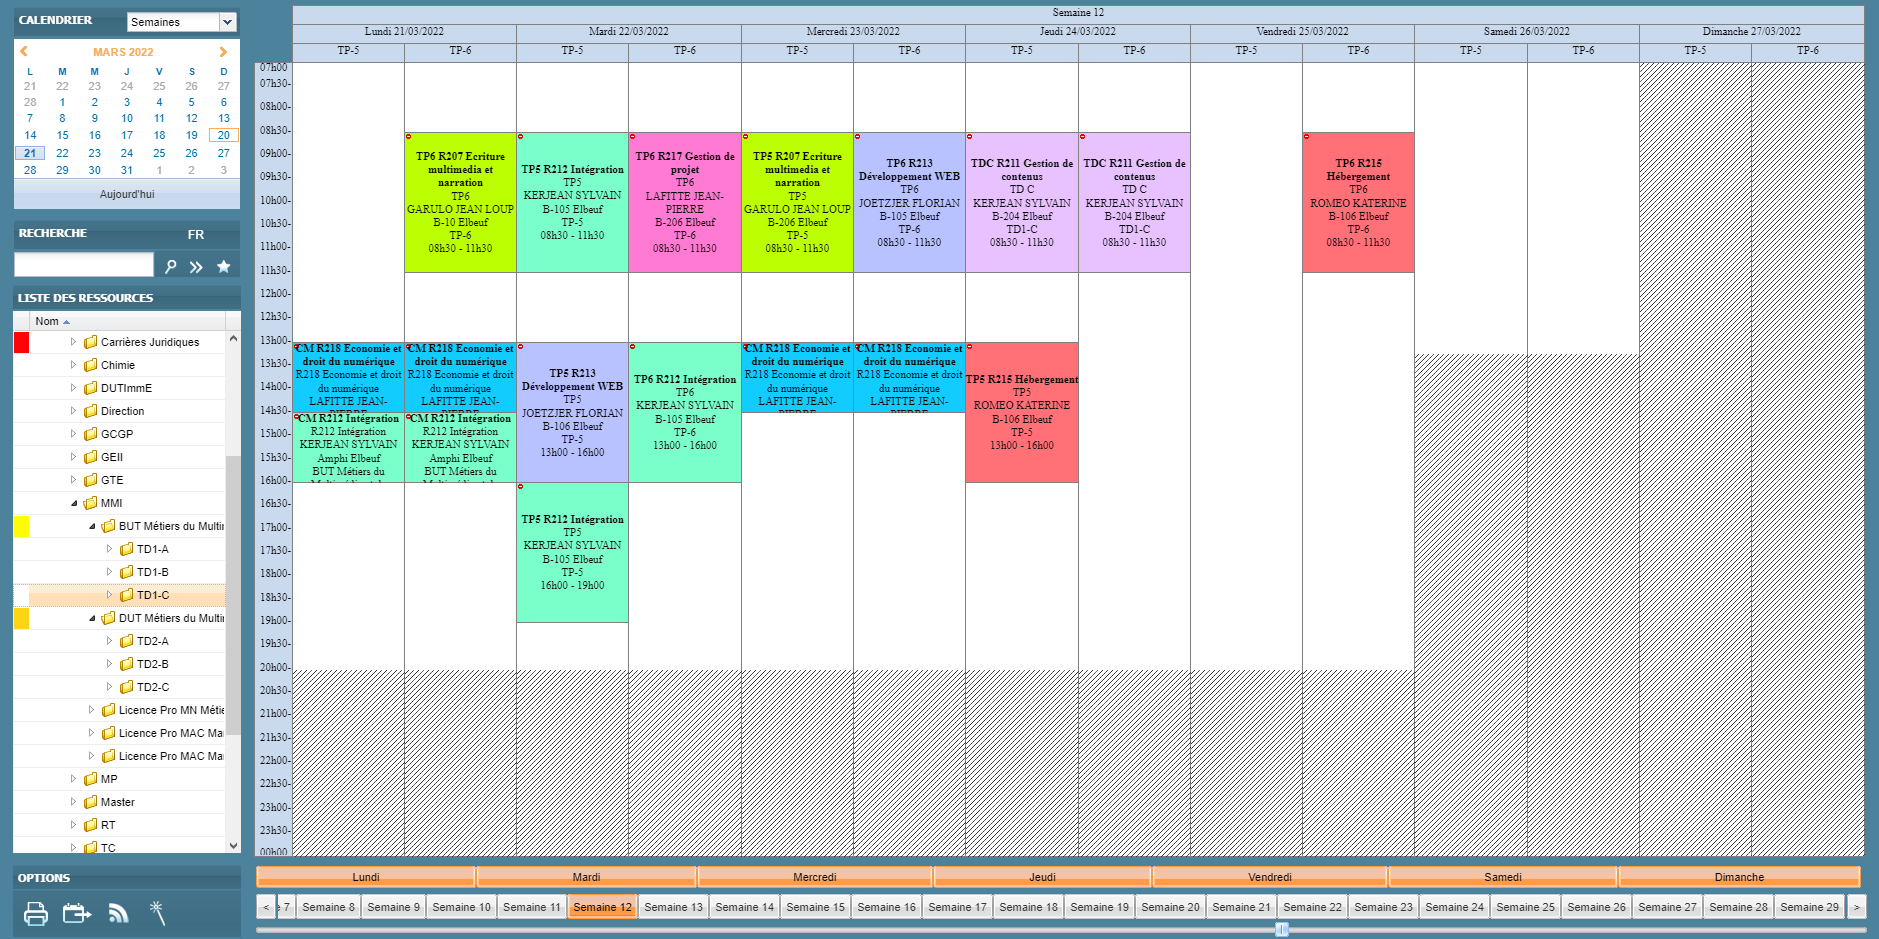 CALENDRIER
Semaines
MARS 2022
L M M J V S D
21 22 23 24 25 26 27
28 1 2 3 4 5 6
7 8 9 10 11 12 13
14 15 16 17 18 19 20
21 22 23 24 25 26 27
28 29 30 31 1 2 3
Aujourd'hui
RECHERCHE FR
LISTE DES RESSOURCES
Nom
Carrières Juridiques
Chimie
DUTImmE
Direction
GCGP
GEII
GTE
MMI
BUT Métiers du Multir
TD1-A
TD1-B
TD1-C
DUT Métiers du Multir
TD2-A
TD2-B
TD2-C
Licence Pro MN Métie
Licence Pro MAC Ma
Licence Pro MAC Ma
MP
Master
RT
TC
OPTIONS
Semaine 12
Lundi 21/03/2022 Mardi 22/03/2022 Mercredi 23/03/2022 Jeudi 24/03/2022 Vendredi 25/03/2022 Samedi 26/03/2022 Dimanche 27/03/2022
TP-5 TP-6 TP-5 TP-6 TP-5 TP-6 TP-5 TP-6 TP-5 TP-6 TP-5 TP-6 TP-5 TP-6
07h00
07h30-
08h00-
08h30-
09h00-
09h30-
10h00-
10h30-
11h00-
11h30-
12h00-
12h30-
13h00-
13h30-
14h00-
14h30-
15h00-
15h30-
16h00-
16h30-
17h00-
17h30-
18h00-
18h30-
19h00-
19h30-
20h00-
20h30-
21h00-
21h30-
22h00-
22h30-
23h00-
23h30-
00h00
CM R218 Economie et
droit du numérique
R218 Economie et droit
du numérique
LAFITTE JEAN-
PIERRE
CM R212 Intégration
R212 Intégration
KERJEAN SYLVAIN
Amphi Elbeuf
BUT Métiers du
TP6 R207 Ecriture
multimedia et
narration
TP6
GARULO JEAN LOUP
B-10 Elbeuf
TP-6
08h30 - 11h30
CM R218 Economie et
droit du numérique
R218 Economie et droit
du numérique
LAFITTE JEAN-
PIERRE
CM R212 Intégration
R212 Intégration
KERJEAN SYLVAIN
Amphi Elbeuf
BUT Métiers du
TP5 R212 Intégration
TP5
KERJEAN SYLVAIN
B-105 Elbeuf
TP-5
08h30 - 11h30
TP5 R213
Développement WEB
TP5
JOETZJER FLORIAN
B-106 Elbeuf
TP-5
13h00 - 16h00
TP5 R212 Intégration
TP5
KERJEAN SYLVAIN
B-105 Elbeuf
TP-5
16h00 - 19h00
TP6 R217 Gestion de
projet
TP6
LAFITTE JEAN-
PIERRE
B-206 Elbeuf
TP-6
08h30 - 11h30
TP6 R212 Intégration
TP6
KERJEAN SYLVAIN
B-105 Elbeuf
TP-6
13h00 - 16h00
TP5 R207 Ecriture
multimedia et
narration
TP5
GARULO JEAN LOUP
B-206 Elbeuf
TP-5
08h30 - 11h30
CM R218 Economie et
droit du numérique
R218 Economie et droit
du numérique
LAFITTE JEAN-
PIERRE
TP6 R213
Développement WEB
TP6
JOETZJER FLORIAN
B-105 Elbeuf
TP-6
08h30 - 11h30
CM R218 Economie et
droit du numérique
R218 Economie et droit
du numérique
LAFITTE JEAN-
PIERRE
TDC R211 Gestion de
contenus
TD C
KERJEAN SYLVAIN
B-204 Elbeuf
TD1-C
08h30 - 11h30
TP5 R215 Hébergement
TP5
ROMEO KATERINE
B-106 Elbeuf
TP-5
13h00 - 16h00
TDC R211 Gestion de
contenus
TD C
KERJEAN SYLVAIN
B-204 Elbeuf
TD1-C
08h30 - 11h30
TP6 R215
Hébergement
TP6
ROMEO KATERINE
B-106 Elbeuf
TP-6
08h30 - 11h30
Lundi Mardi Mercredi Jeudi Vendredi Samedi Dimanche
< 7 Semaine 8 Semaine 9 Semaine 10 Semaine 11 Semaine 12 Semaine 13 Semaine 14 Semaine 15 Semaine 16 Semaine 17 Semaine 18 Semaine 19 Semaine 20 Semaine 21 Semaine 22 Semaine 23 Semaine 24 Semaine 25 Semaine 26 Semaine 27 Semaine 28 Semaine 29 >